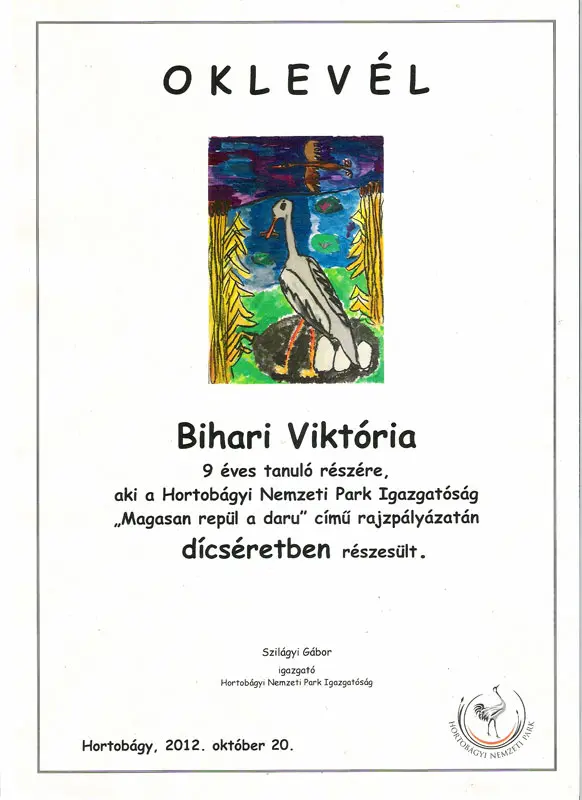 OKLEVÉL
Bihari Viktória
9 éves tanuló részére,
aki a Hortobágyi Nemzeti Park Igazgatóság
„Magasan repül a daru” című rajzpályázatán
dícséretben részesült.
Szilágyi Gábor
igazgató
Hortobágyi Nemzeti Park Igazgatóság
HORTOBÁGYI NEMZETI PARK
Hortobágy, 2012. október 20.